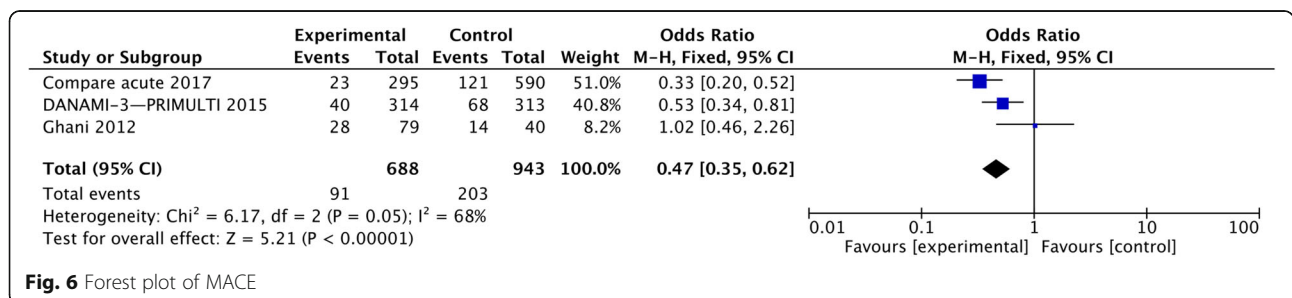 Experimental Control Odds Ratio Odds Ratio
Study or Subgroup Events Total Events Total Weight M-H, Fixed, 95% CI M-H, Fixed, 95% CI
Compare acute 2017 23 295 121 590 51.0% 0.33 [0.20, 0.52]
DANAMI-3—PRIMULTI 2015 40 314 68 313 40.8% 0.53 [0.34, 0.81]
Ghani 2012 28 79 14 40 8.2% 1.02 [0.46, 2.26]
Total (95% CI) 688 943 100.0% 0.47 [0.35, 0.62]
Total events 91 203
Heterogeneity: Chi² = 6.17, df = 2 (P = 0.05); I² = 68%
Test for overall effect: Z = 5.21 (P < 0.00001)
0.01 0.1 1 10 100
Favours [experimental] Favours [control]
Fig. 6 Forest plot of MACE